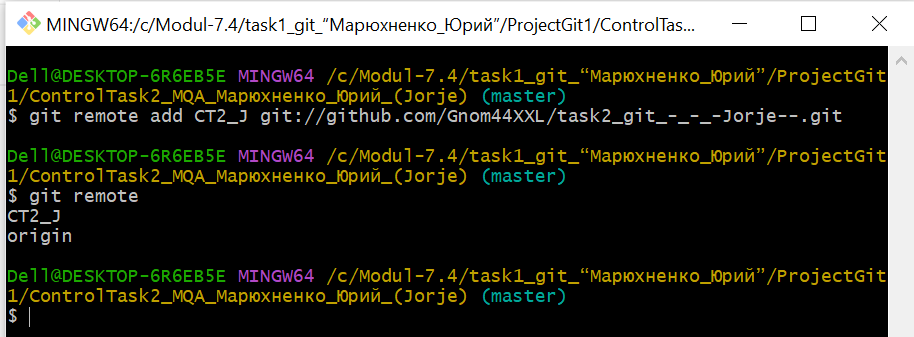 MINGW64:/c/Modul-7.4/task1_git_“Марюхненко_Юрий”/ProjectGit1/ControlTas...
Dell@DESKTOP-6R6EB5E MINGW64 /c/Modul-7.4/task1_git_“Марюхненко_Юрий”/ProjectGit
1/ControlTask2_MQA_Марюхненко_Юрий_(Jorje) (master)
$ git remote add CT2_J git://github.com/Gnom44XXL/task2_git_-_-_-Jorje--.git
Dell@DESKTOP-6R6EB5E MINGW64 /c/Modul-7.4/task1_git_“Марюхненко_Юрий”/ProjectGit
1/ControlTask2_MQA_Марюхненко_Юрий_(Jorje) (master)
$ git remote
CT2_J
origin
Dell@DESKTOP-6R6EB5E MINGW64 /c/Modul-7.4/task1_git_“Марюхненко_Юрий”/ProjectGit
1/ControlTask2_MQA_Марюхненко_Юрий_(Jorje) (master)
$